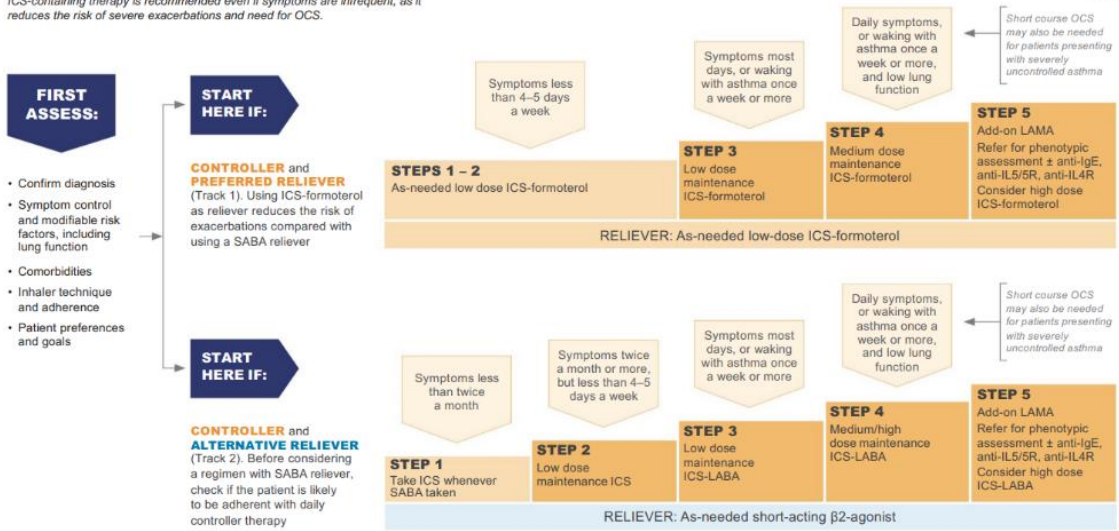 ICS-containing therapy is recommended even if symptoms are infrequent, as it
reduces the risk of severe exacerbations and need for OCS.
FIRST
ASSESS:
• Confirm diagnosis
• Symptom control
and modifiable risk
factors, including
lung function
• Comorbidities
• Inhaler technique
and adherence
• Patient preferences
and goals
START
HERE IF:
CONTROLLER and
PREFERRED RELIEVER
(Track 1). Using ICS-formoterol
as reliever reduces the risk of
exacerbations compared with
using a SABA reliever
Symptoms less
than 4–5 days
a week
Symptoms most
days, or waking
with asthma once
a week or more
Daily symptoms,
or waking with
asthma once a
week or more,
and low lung
function
Short course OCS
may also be needed
for patients presenting
with severely
uncontrolled asthma
STEPS 1 – 2
As-needed low dose ICS-formoterol
STEP 3
Low dose
maintenance
ICS-formoterol
STEP 4
Medium dose
maintenance
ICS-formoterol
STEP 5
Add-on LAMA
Refer for phenotypic
assessment ± anti-IgE,
anti-IL5/5R, anti-IL4R
Consider high dose
ICS-formoterol
RELIEVER: As-needed low-dose ICS-formoterol
START
HERE IF:
CONTROLLER and
ALTERNATIVE RELIEVER
(Track 2). Before considering
a regimen with SABA reliever,
check if the patient is likely
to be adherent with daily
controller therapy
Symptoms less
than twice
a month
Symptoms twice
a month or more,
but less than 4–5
days a week
Symptoms most
days, or waking
with asthma once
a week or more
Daily symptoms,
or waking with
asthma once a
week or more,
and low lung
function
Short course OCS
may also be needed
for patients presenting
with severely
uncontrolled asthma
STEP 1
Take ICS whenever
SABA taken
STEP 2
Low dose
maintenance ICS
STEP 3
Low dose
maintenance
ICS-LABA
STEP 4
Medium/high
dose maintenance
ICS-LABA
STEP 5
Add-on LAMA
Refer for phenotypic
assessment ± anti-IgE,
anti-IL5/5R, anti-IL4R
Consider high dose
ICS-LABA
RELIEVER: As-needed short-acting β2-agonist